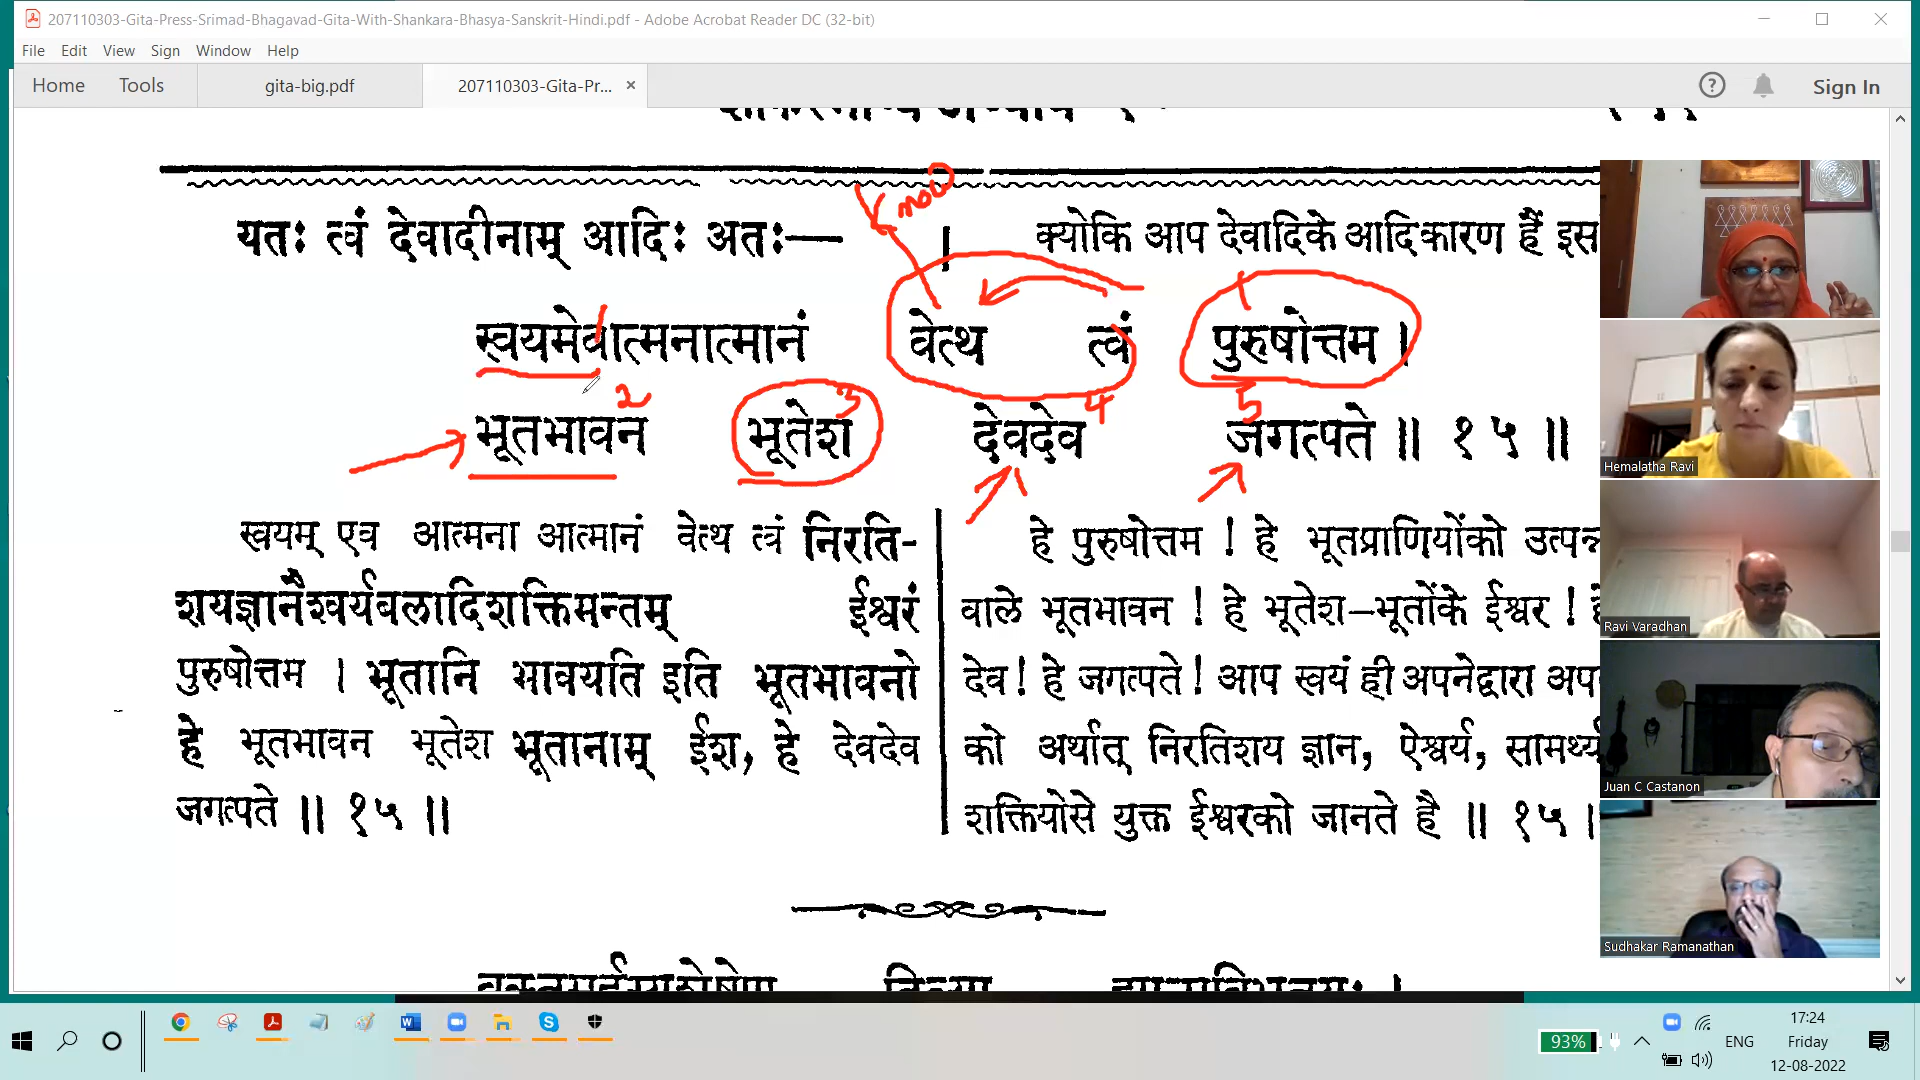 207110303-Gita-Press-Srimad-Bhagavad-Gita-With-Shankara-Bhasya-Sanskrit-Hindi.pdf - Adobe Acrobat Reader DC (32-bit)
File Edit View Sign Window Help
Home Tools gita-big.pdf 207110303-Gita-Pr... × Sign In
know
यतः त्वं देवादीनाम् आदिः अतः—
क्योंकि आप देवादिके आदिकारण हैं
1
स्वयमेवात्मनात्मानं वेत्थ त्वं पुरुषोत्तम ।
2 3 4 5
भूतभावन भूतेश देवदेव जगत्पते ॥ १५ ॥
स्वयम् एव आत्मना आत्मानं वेत्थ त्वं निरति-
शयज्ञानैश्वर्यबलादिशक्तिमन्तम् ईश्वरं
पुरुषोत्तम । भूतानि भावयति इति भूतभावनो
हे भूतभावन भूतेश भूतानाम् ईश, हे देवदेव
जगत्पते ॥ १५ ॥
हे पुरुषोत्तम ! हे भूतप्राणियोंको उत्पन्न
वाले भूतभावन ! हे भूतेश–भूतोंके ईश्वर !
देव ! हे जगत्पते ! आप स्वयं ही अपनेद्वारा
को अर्थात् निरतिशय ज्ञान, ऐश्वर्य, सामर्थ्य
शक्तियोंसे युक्त ईश्वरको जानते है ॥ १५
Hemalatha Ravi
Ravi Varadhan
Juan C Castanon
Sudhakar Ramanathan
93% ENG
17:24
Friday
12-08-2022